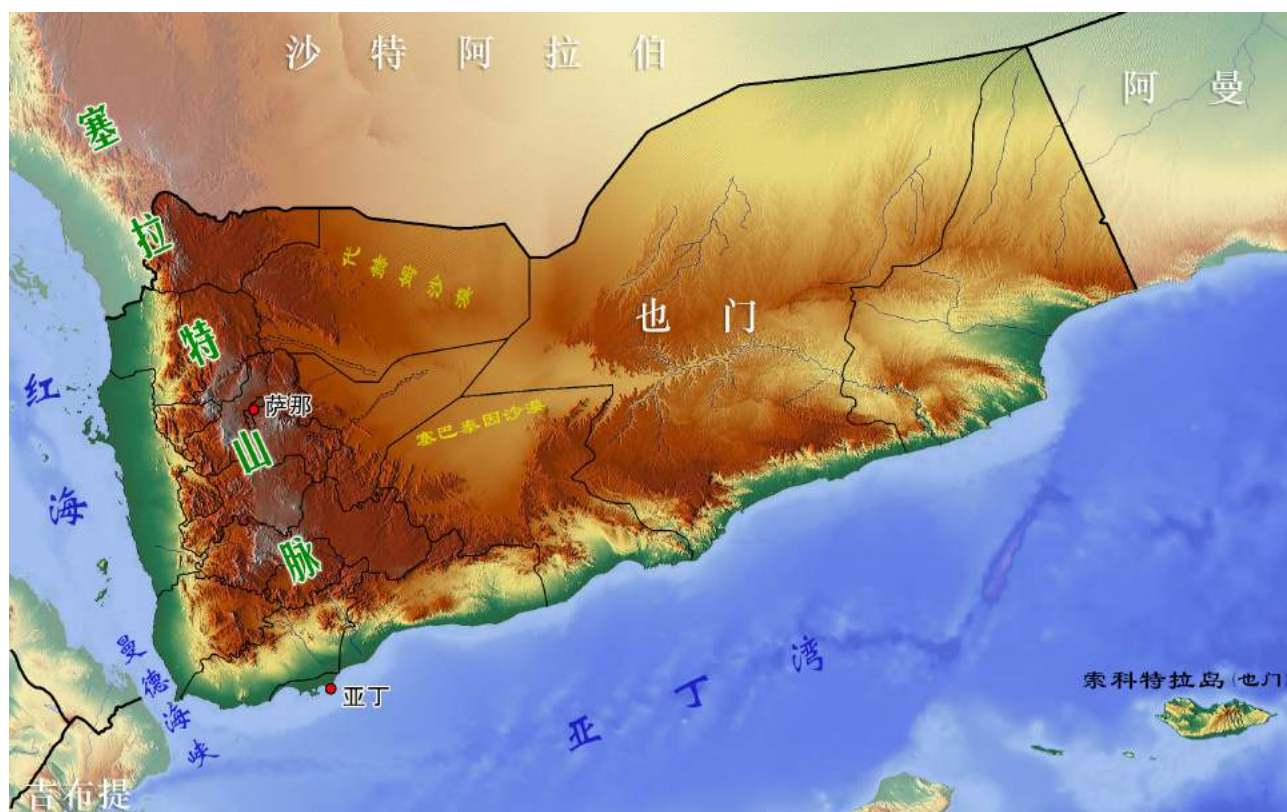 沙特阿拉伯
阿曼
塞拉特山脉
也门
红海
萨那
塞巴泰因沙漠
曼德海峡
亚丁
亚丁湾
索科特拉岛(也门
吉布提